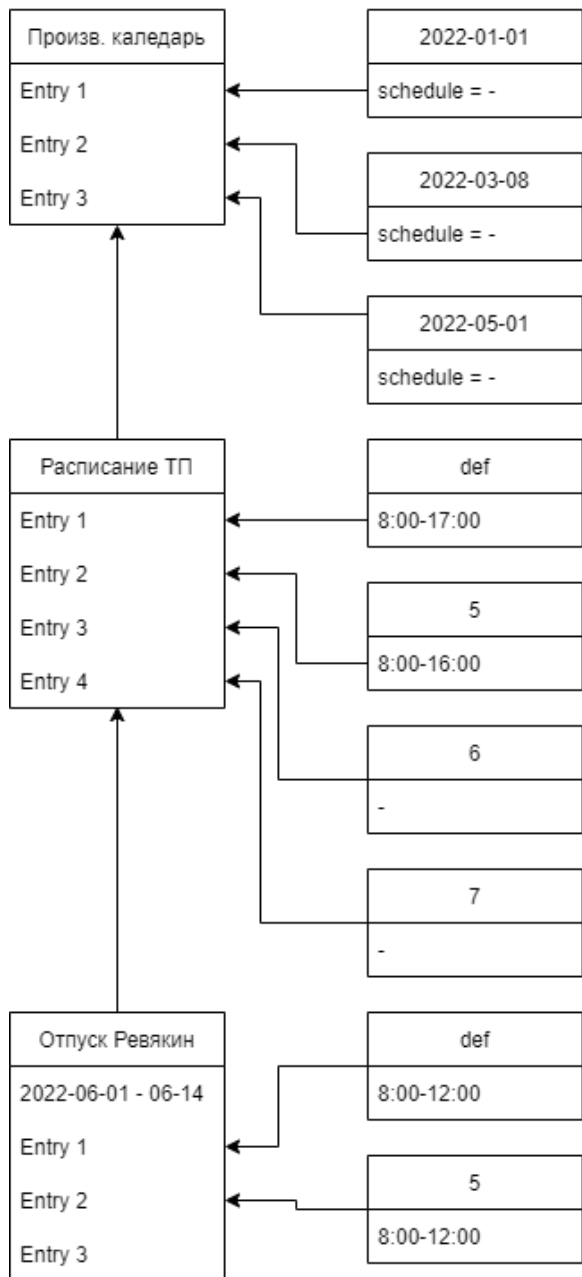 Произв. каледарь
Entry 1
Entry 2
Entry 3
2022-01-01
schedule = -
2022-03-08
schedule = -
2022-05-01
schedule = -
Расписание ТП
Entry 1
Entry 2
Entry 3
Entry 4
def
8:00-17:00
5
8:00-16:00
6
-
7
-
Отпуск Ревякин
2022-06-01 - 06-14
Entry 1
Entry 2
Entry 3
def
8:00-12:00
5
8:00-12:00